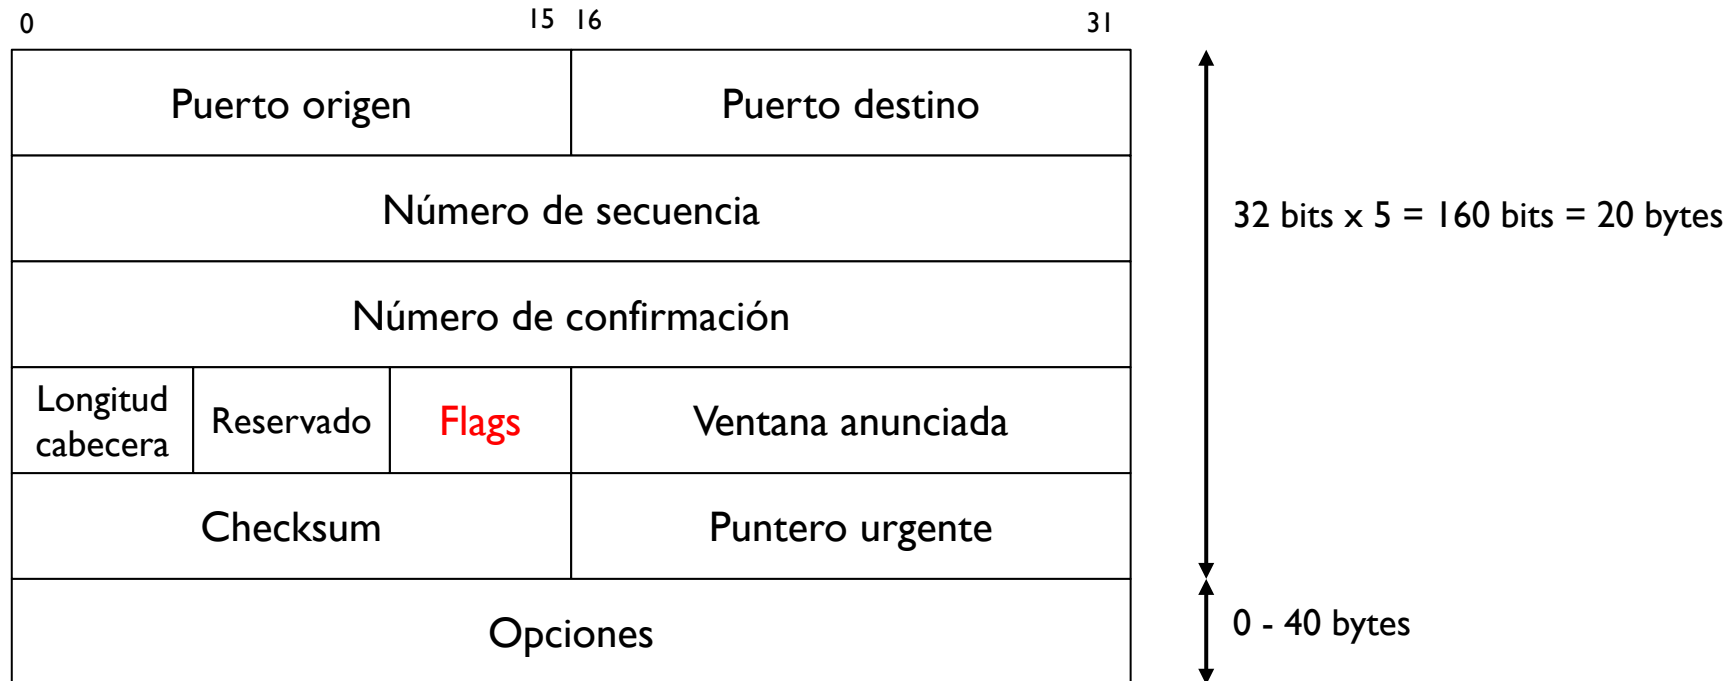 0 15 16 31
Puerto origen Puerto destino
Número de secuencia 32 bits x 5 = 160 bits = 20 bytes
Número de confirmación
Longitud
cabecera
Reservado
Flags
Ventana anunciada
Checksum Puntero urgente
Opciones 0 - 40 bytes